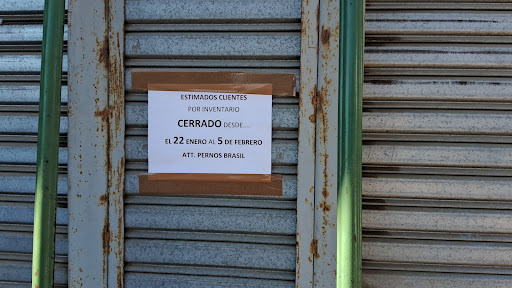 ESTIMADOS CLIENTES
POR INVENTARIO
CERRADO DESDE...
EL 22 ENERO AL 5 DE FEBRERO
ATT. PERNOS BRASIL